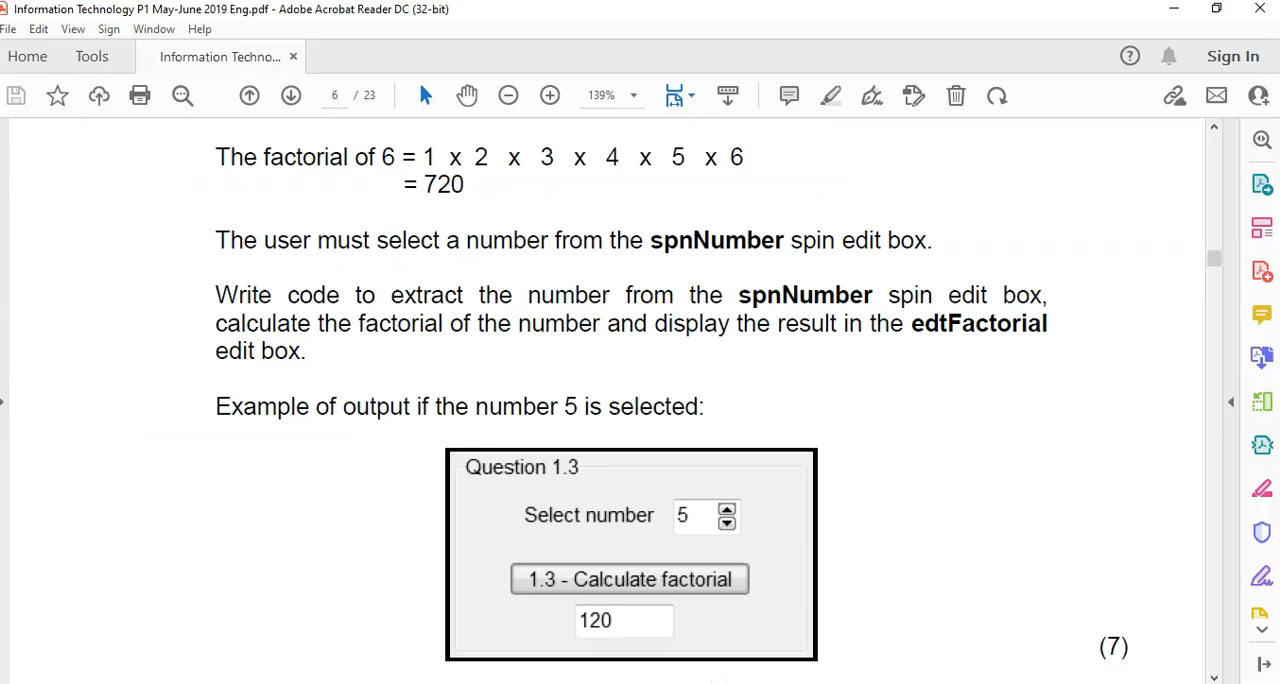 Information Technology P1 May-June 2019 Eng.pdf - Adobe Acrobat Reader DC (32-bit)
File Edit View Sign Window Help
Home Tools Information Techno... × Sign In
6 / 23 139%
The factorial of 6 = 1 x 2 x 3 x 4 x 5 x 6
= 720
The user must select a number from the spnNumber spin edit box.
Write code to extract the number from the spnNumber spin edit box,
calculate the factorial of the number and display the result in the edtFactorial
edit box.
Example of output if the number 5 is selected:
Question 1.3
Select number 5
1.3 - Calculate factorial
120
(7)